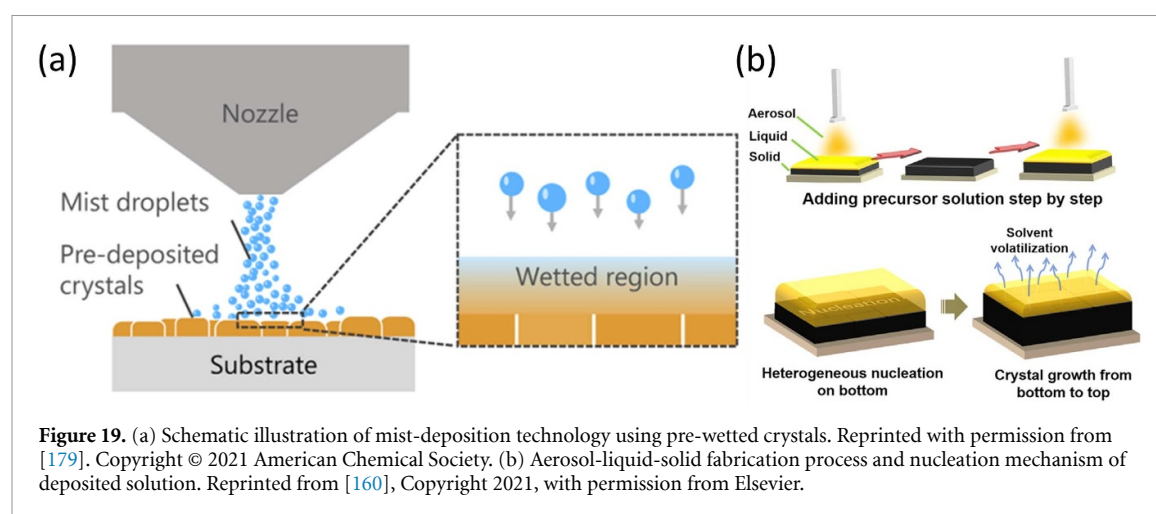 (a)
Nozzle
Mist droplets
Pre-deposited
crystals
Substrate
Wetted region
(b)
Aerosol
Liquid
Solid
Adding precursor solution step by step
Solvent
volatilization
Nucleation
Heterogeneous nucleation
on bottom
Crystal growth from
bottom to top
Figure 19. (a) Schematic illustration of mist-deposition technology using pre-wetted crystals. Reprinted with permission from
[179]. Copyright © 2021 American Chemical Society. (b) Aerosol-liquid-solid fabrication process and nucleation mechanism of
deposited solution. Reprinted from [160], Copyright 2021, with permission from Elsevier.